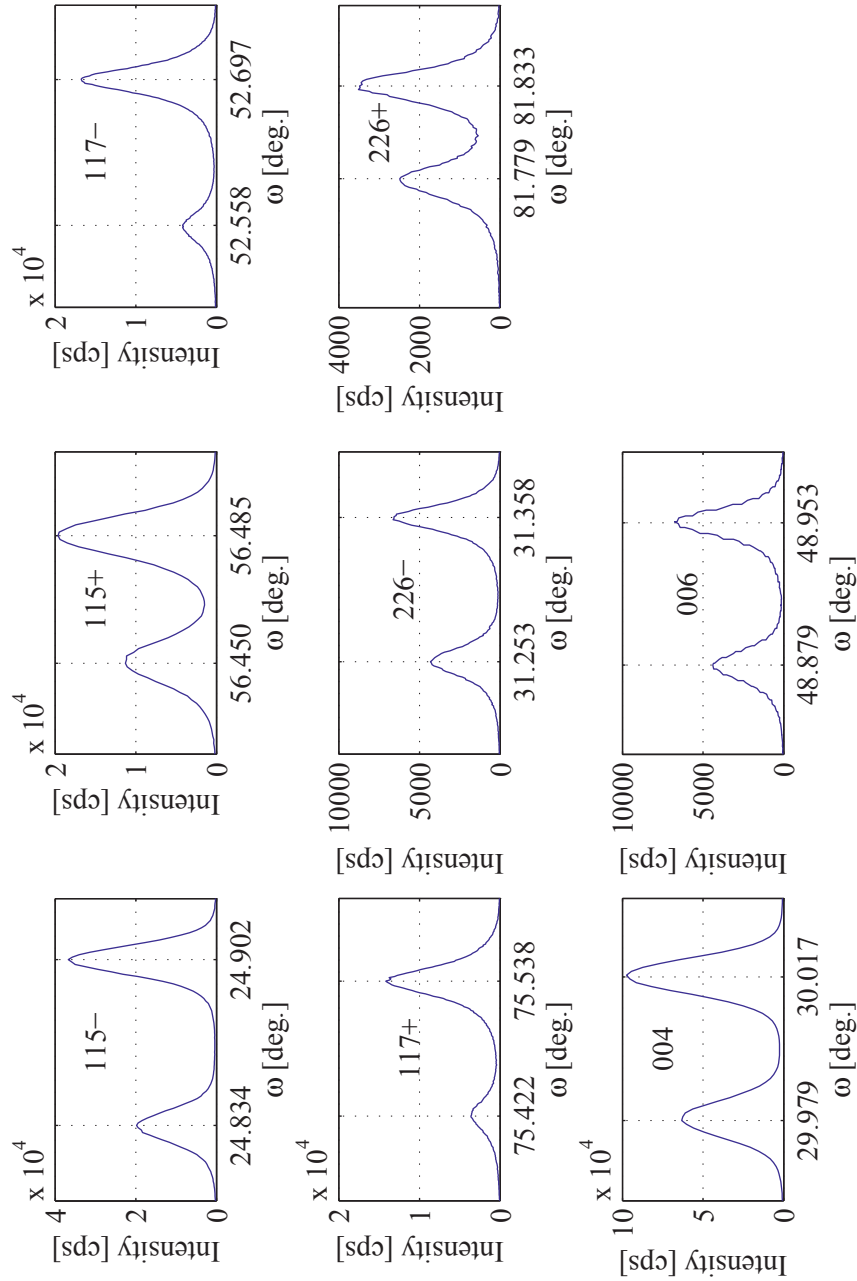 x 10^4
4
2
0
Intensity [cps]
115−
24.834
24.902
ω [deg.]
x 10^4
2
1
0
Intensity [cps]
115+
56.450
56.485
ω [deg.]
x 10^4
2
1
0
Intensity [cps]
117−
52.558
52.697
ω [deg.]
x 10^4
2
1
0
Intensity [cps]
117+
75.422
75.538
ω [deg.]
10000
5000
0
Intensity [cps]
226−
31.253
31.358
ω [deg.]
4000
2000
0
Intensity [cps]
226+
81.779
81.833
ω [deg.]
x 10^4
10
5
0
Intensity [cps]
004
29.979
30.017
ω [deg.]
10000
5000
0
Intensity [cps]
006
48.879
48.953
ω [deg.]